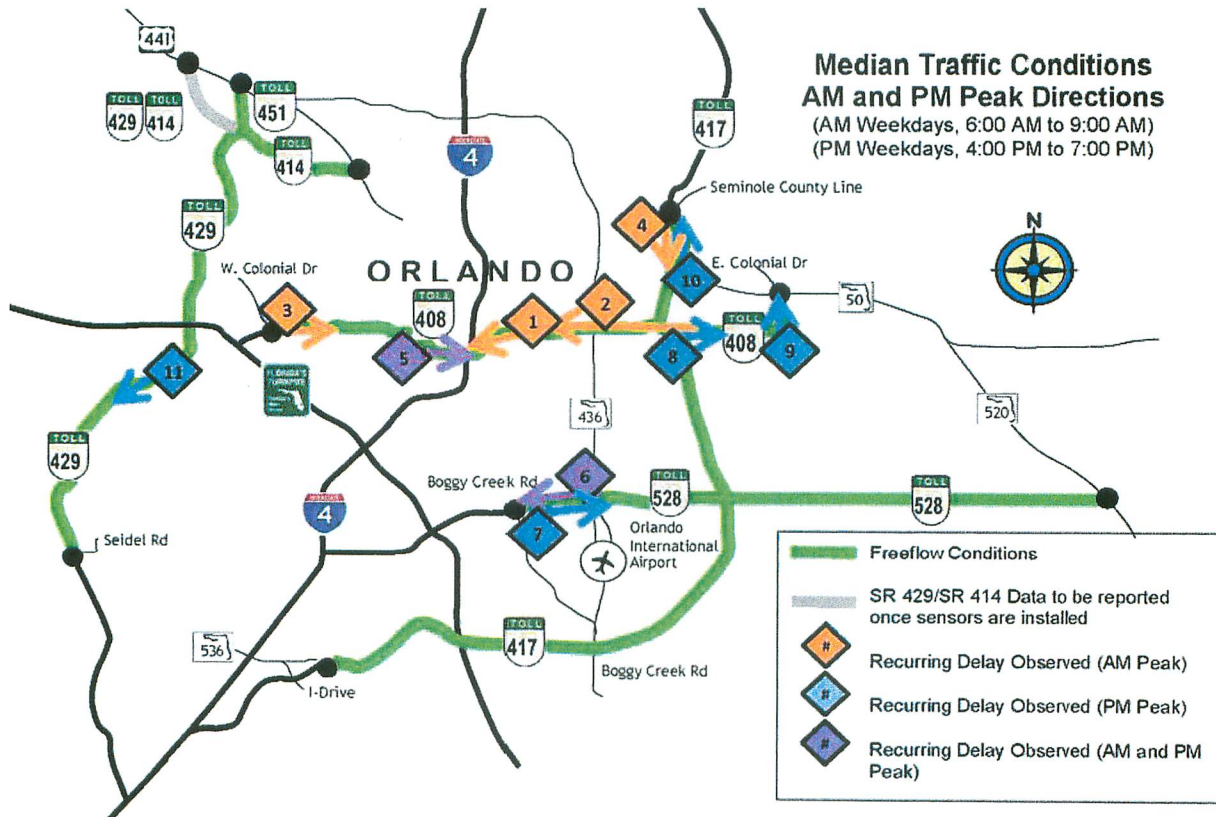 Median Traffic Conditions
AM and PM Peak Directions
(AM Weekdays, 6:00 AM to 9:00 AM)
(PM Weekdays, 4:00 PM to 7:00 PM)
441
TOLL
429
TOLL
414
TOLL
451
TOLL
414
4
TOLL
417
Seminole County Line
TOLL
429
4
N
W. Colonial Dr
ORLANDO
E. Colonial Dr
10
50
3
TOLL
408
1
2
5
8
TOLL
408
9
11
FLORIDA'S
TURNPIKE
436
520
TOLL
429
Boggy Creek Rd
6
TOLL
528
TOLL
528
4
7
Orlando
International
Airport
Seidel Rd
536
TOLL
417
I-Drive
Boggy Creek Rd
Freeflow Conditions
SR 429/SR 414 Data to be reported
once sensors are installed
# Recurring Delay Observed (AM Peak)
# Recurring Delay Observed (PM Peak)
# Recurring Delay Observed (AM and PM
Peak)